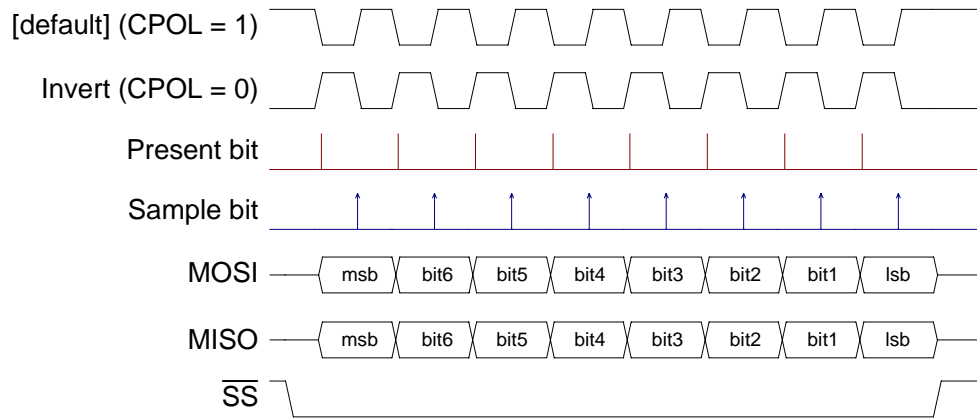 [default] (CPOL = 1)
Invert (CPOL = 0)
Present bit
Sample bit
MOSI msb bit6 bit5 bit4 bit3 bit2 bit1 lsb
MISO msb bit6 bit5 bit4 bit3 bit2 bit1 lsb
SS